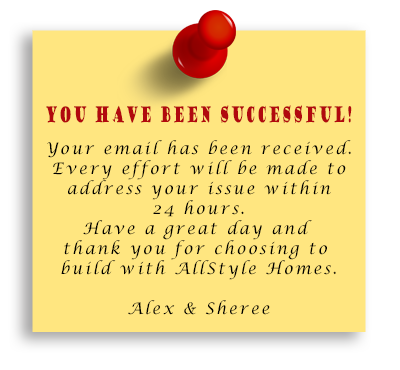 YOU HAVE BEEN SUCCESSFUL!
Your email has been received.
Every effort will be made to
address your issue within
24 hours.
Have a great day and
thank you for choosing to
build with AllStyle Homes.
Alex & Sheree